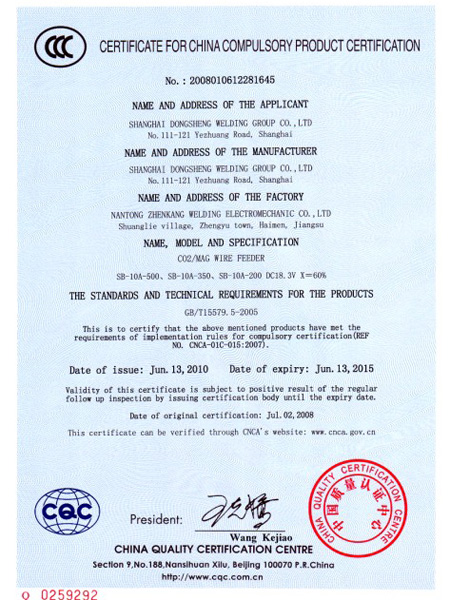 CCC
CERTIFICATE FOR CHINA COMPULSORY PRODUCT CERTIFICATION
No.: 2008010612281645
NAME AND ADDRESS OF THE APPLICANT
SHANGHAI DONGSHENG WELDING GROUP CO.,LTD
No.111-121 Yezhuang Road, Shanghai
NAME AND ADDRESS OF THE MANUFACTURER
SHANGHAI DONGSHENG WELDING GROUP CO.,LTD
No.111-121 Yezhuang Road, Shanghai
NAME AND ADDRESS OF THE FACTORY
NANTONG ZHENKANG WELDING ELECTROMECHANIC CO.,LTD
Shuanglie village, Zhengyu town, Haimen, Jiangsu
NAME, MODEL AND SPECIFICATION
CO2/MAG WIRE FEEDER
SB-10A-500、SB-10A-350、SB-10A-200 DC18.3V X=60%
THE STANDARDS AND TECHNICAL REQUIREMENTS FOR THE PRODUCTS
GB/T15579.5-2005
This is to certify that the above mentioned products have met the
requirements of implementation rules for compulsory certification(REF
NO. CNCA-01C-015:2007).
Date of issue: Jun.13,2010 Date of expiry: Jun.13,2015
Validity of this certificate is subject to positive result of the regular
follow up inspection by issuing certification body until the expiry date.
Date of original certification: Jul.02,2008
This certificate can be verified through CNCA's website: www.cnca.gov.cn
CQC
President:
Wang Kejiao
CHINA QUALITY CERTIFICATION CENTRE
中国质量认证中心
CHINA QUALITY CERTIFICATION CENTRE
Section 9,No.188,Nansihuan Xilu, Beijing 100070 P.R.China
http://www.cqc.com.cn
0259292